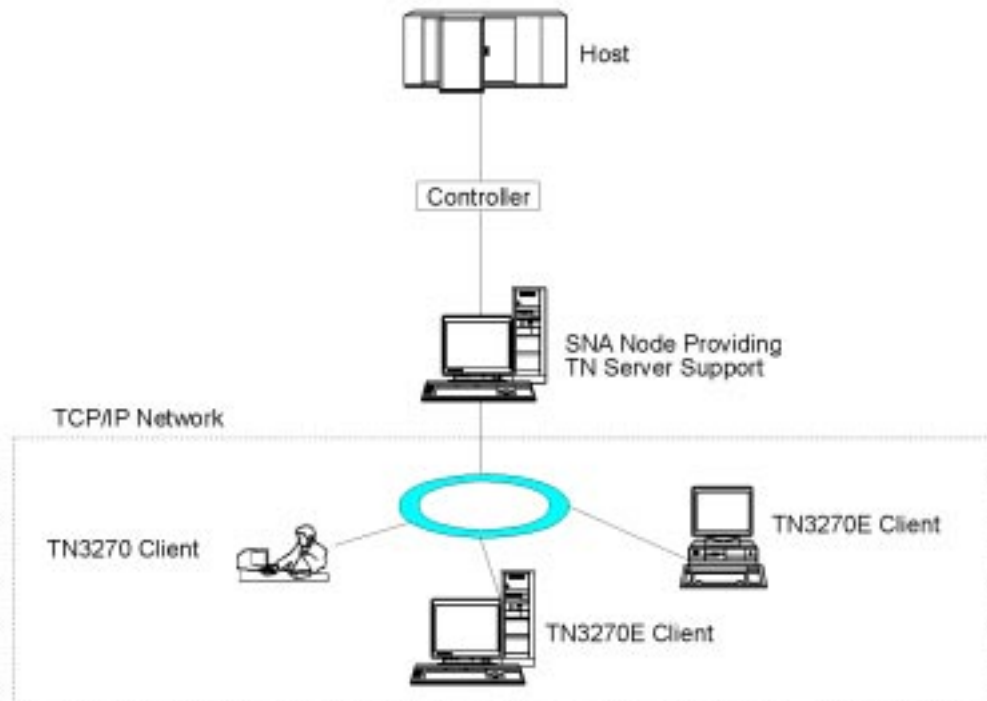 Host
Controller
SNA Node Providing
TN Server Support
TCP/IP Network
TN3270 Client
TN3270E Client
TN3270E Client